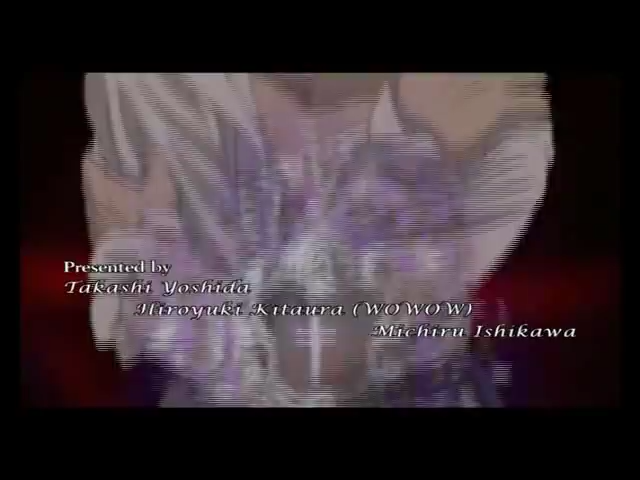 Presented by
Takashi Yoshida
Hiroyuki Kitaura (WOWOW)
Michiru Ishikawa